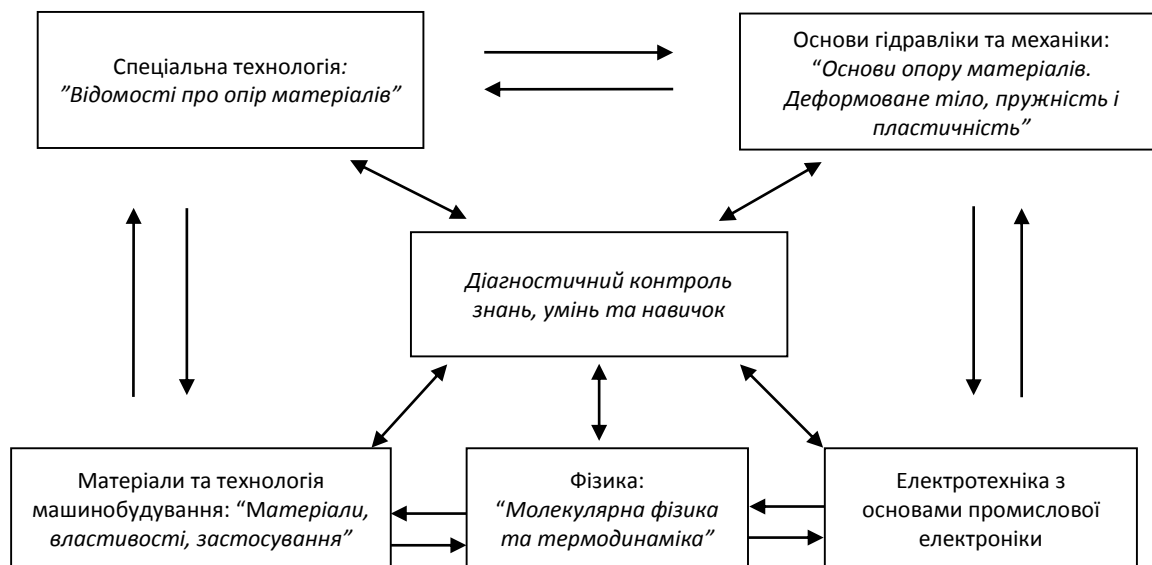 Спеціальна технологія:
”Відомості про опір матеріалів”
Основи гідравліки та механіки:
“Основи опору матеріалів.
Деформоване тіло, пружність і
пластичність”
Діагностичний контроль
знань, умінь та навичок
Матеріали та технологія
машинобудування: “Матеріали,
властивості, застосування”
Фізика:
“Молекулярна фізика
та термодинаміка”
Електротехніка з
основами промислової
електроніки